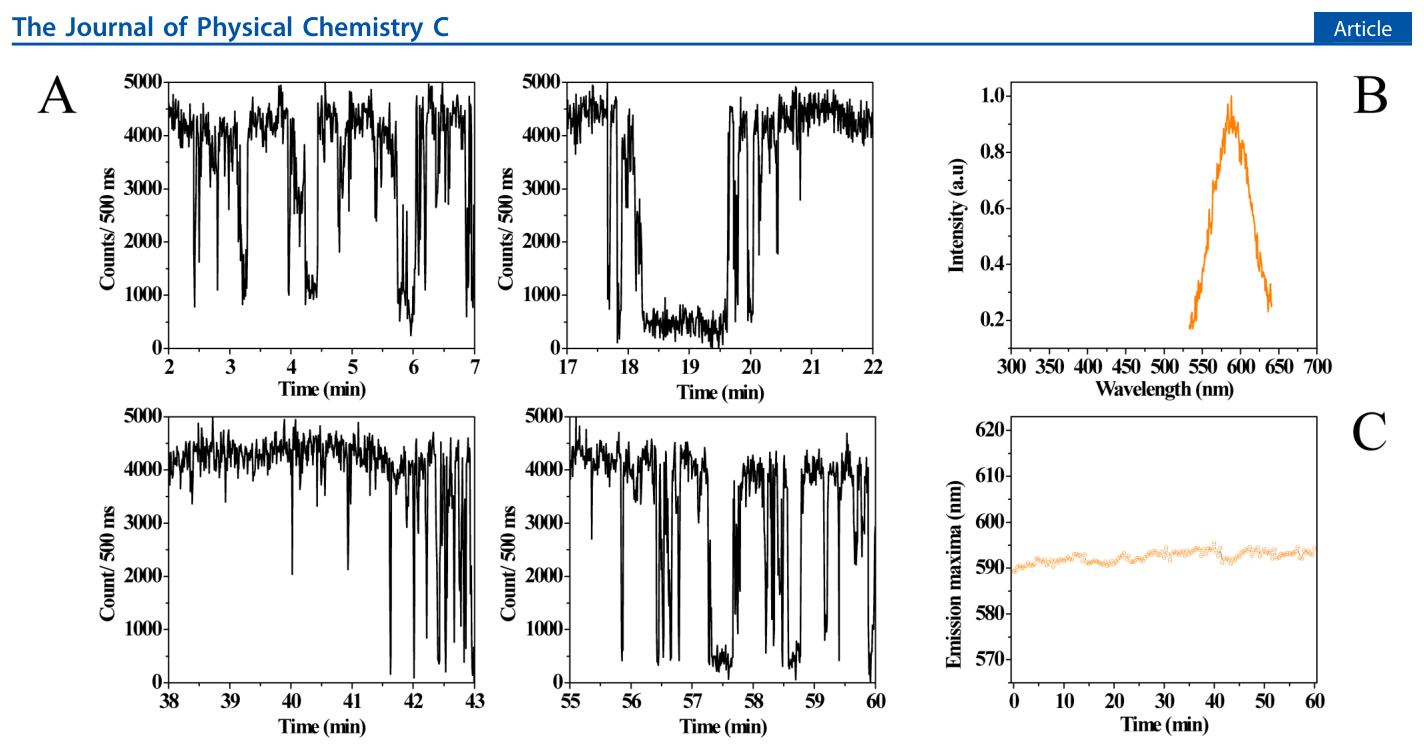 The Journal of Physical Chemistry C
Article
A
5000
4000
3000
2000
1000
0
Counts/ 500 ms
2 3 4 5 6 7
Time (min)
5000
4000
3000
2000
1000
0
Counts/ 500 ms
17 18 19 20 21 22
Time (min)
B
1.0
0.8
0.6
0.4
0.2
Intensity (a.u)
300 350 400 450 500 550 600 650 700
Wavelength (nm)
5000
4000
3000
2000
1000
0
Count/ 500 ms
38 39 40 41 42 43
Time (min)
5000
4000
3000
2000
1000
0
Count/ 500 ms
55 56 57 58 59 60
Time (min)
C
620
610
600
590
580
570
Emission maxima (nm)
0 10 20 30 40 50 60
Time (min)